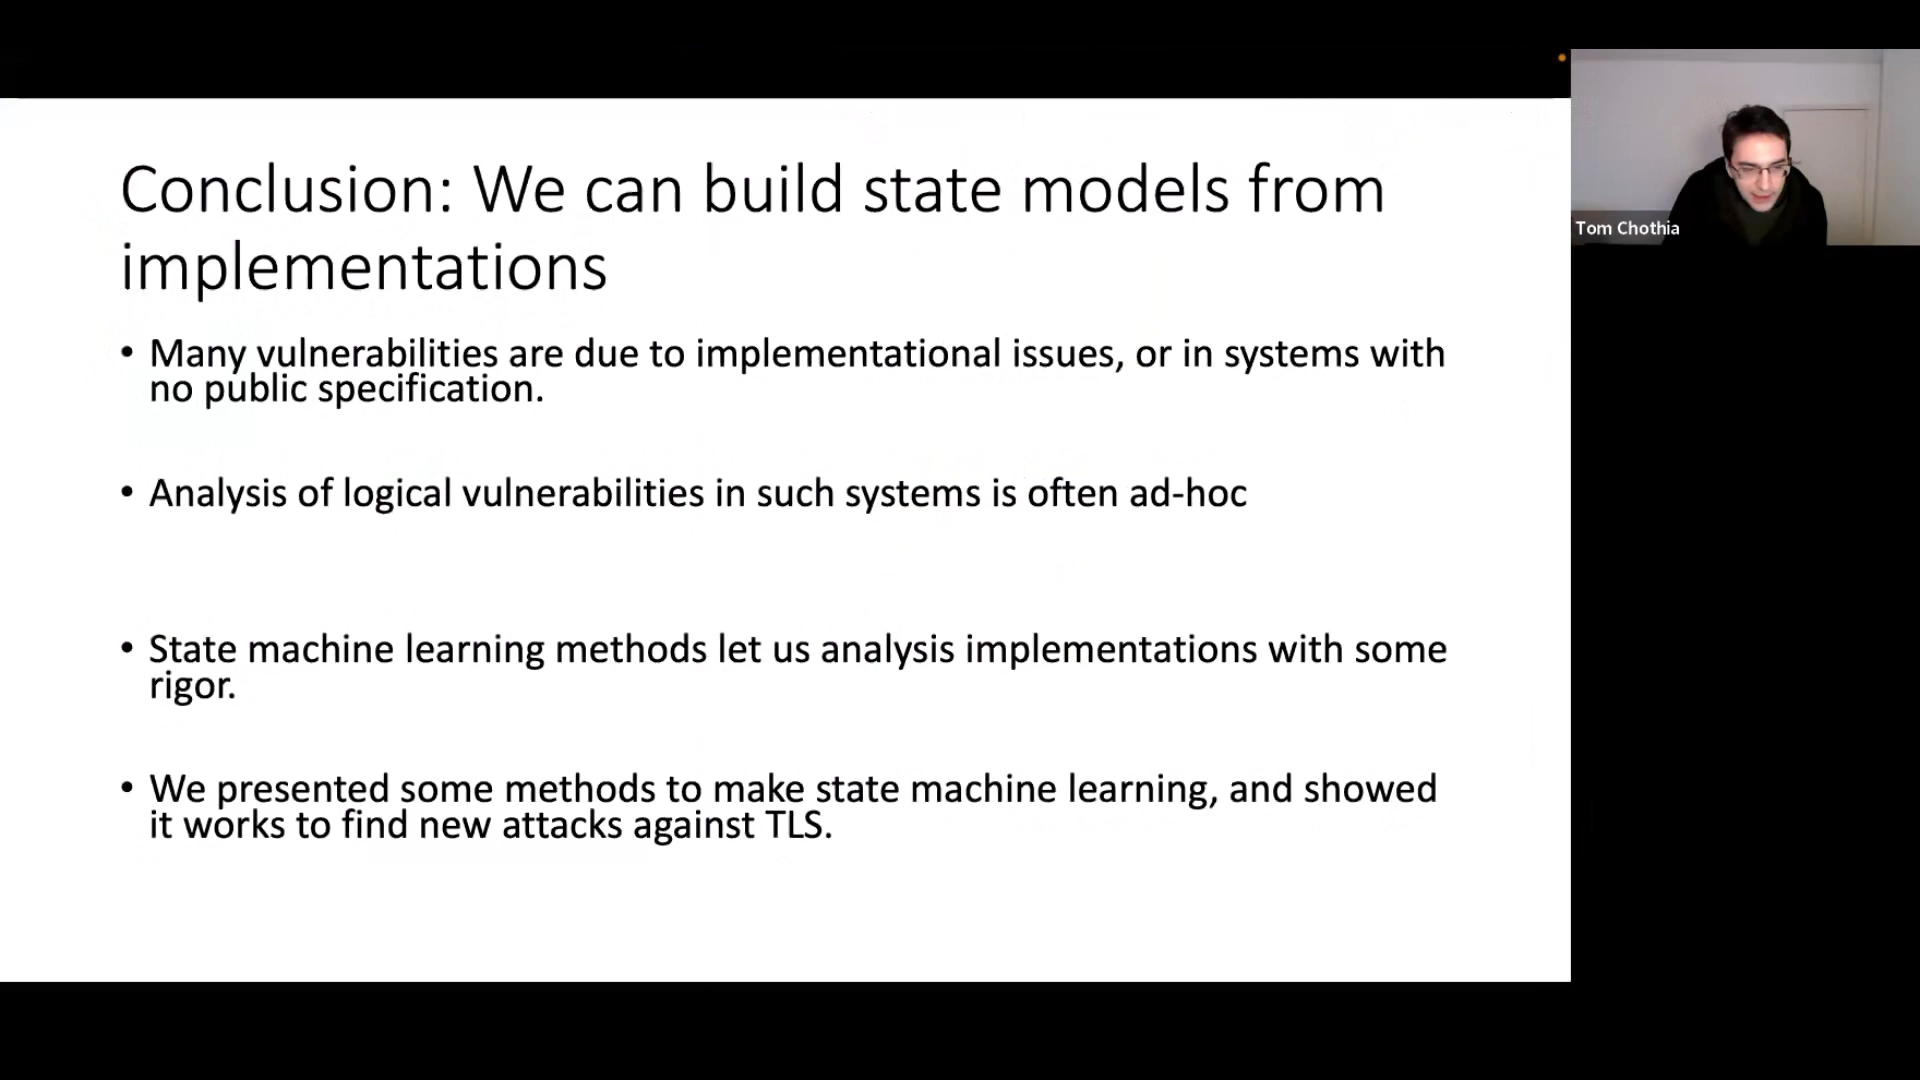 Conclusion: We can build state models from
implementations
• Many vulnerabilities are due to implementational issues, or in systems with
no public specification.
• Analysis of logical vulnerabilities in such systems is often ad-hoc
• State machine learning methods let us analysis implementations with some
rigor.
• We presented some methods to make state machine learning, and showed
it works to find new attacks against TLS.
Tom Chothia